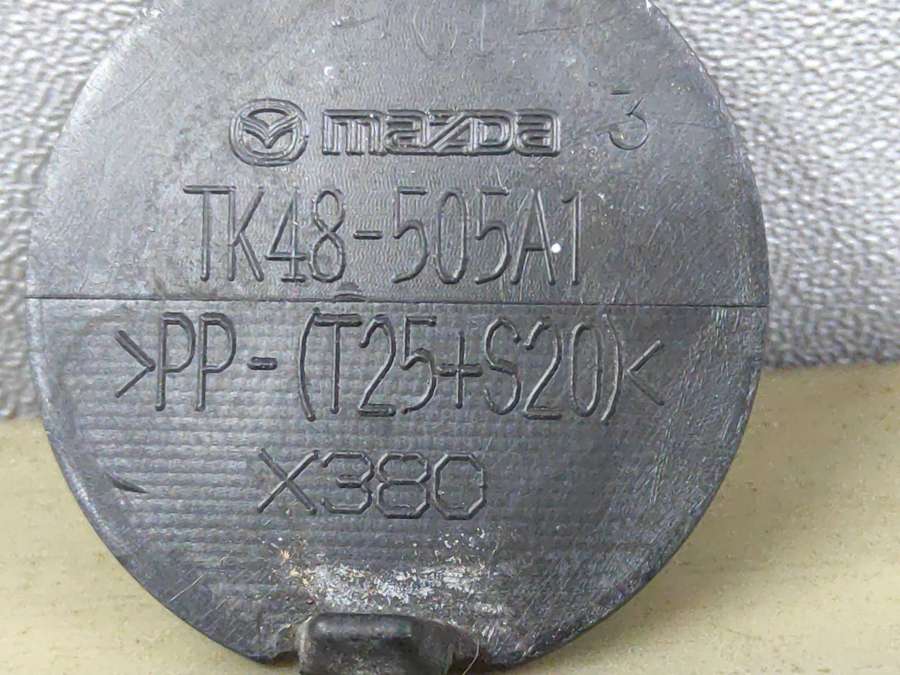 mazda 3
TK48-505A1
>PP-(T25+S20)<
X380